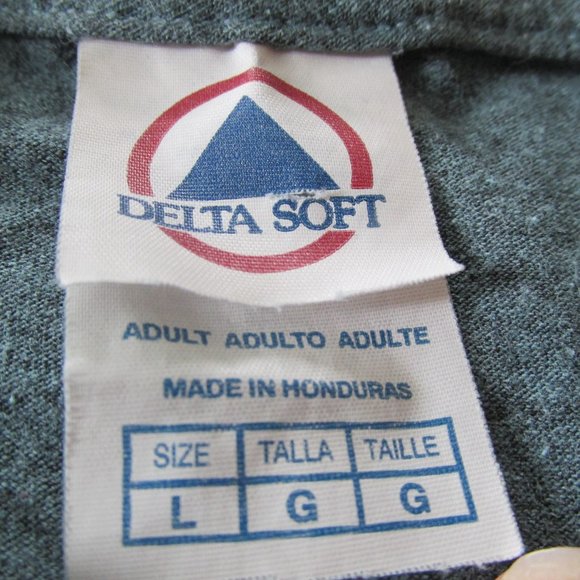 DELTA SOFT
ADULT ADULTO ADULTE
MADE IN HONDURAS
SIZE TALLA TAILLE
L G G